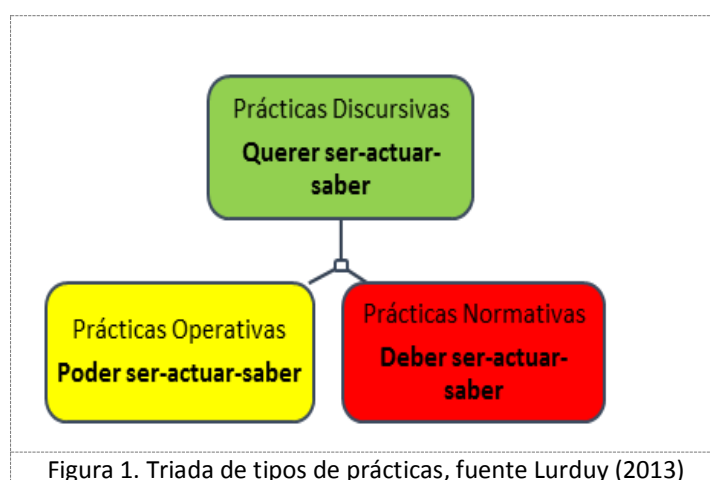 Prácticas Discursivas
Querer ser-actuar-
saber
Prácticas Operativas
Poder ser-actuar-saber
Prácticas Normativas
Deber ser-actuar-
saber
Figura 1. Triada de tipos de prácticas, fuente Lurduy (2013)